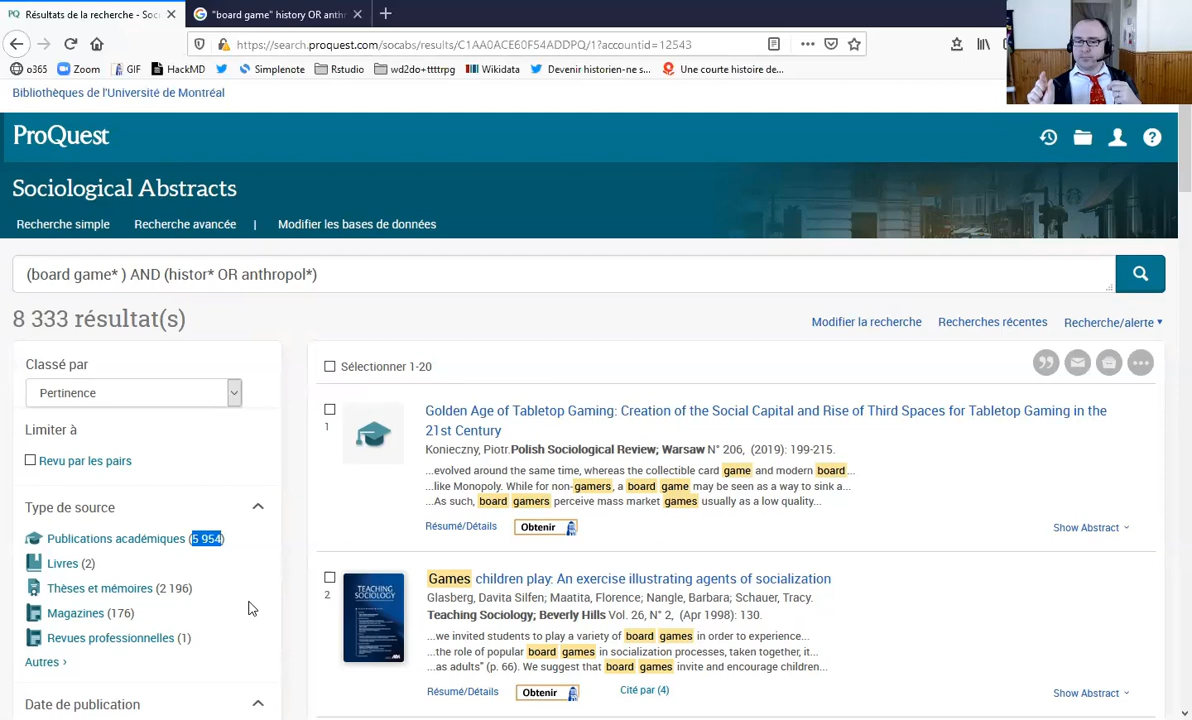 Résultats de la recherche - Soci
"board game" history OR anthr
https://search.proquest.com/socabs/results/C1AA0ACE60F54ADDPQ/1?accountid=12543
o365 Zoom GIF HackMD Simplenote Rstudio wd2do+ttttrpg Wikidata Devenir historien-ne s... Une courte histoire de...
Bibliothèques de l'Université de Montréal
ProQuest
Sociological Abstracts
Recherche simple Recherche avancée | Modifier les bases de données
(board game* ) AND (histor* OR anthropol*)
8 333 résultat(s)
Modifier la recherche Recherches récentes Recherche/alerte
Classé par
Pertinence
Limiter à
Revu par les pairs
Type de source
Publications académiques (5 954)
Livres (2)
Thèses et mémoires (2 196)
Magazines (176)
Revues professionnelles (1)
Autres ›
Date de publication
Sélectionner 1-20
1
Golden Age of Tabletop Gaming: Creation of the Social Capital and Rise of Third Spaces for Tabletop Gaming in the
21st Century
Konieczny, Piotr.Polish Sociological Review; Warsaw N° 206, (2019): 199-215.
...evolved around the same time, whereas the collectible card game and modern board...
...like Monopoly. While for non-gamers, a board game may be seen as a way to sink a...
...As such, board gamers perceive mass market games usually as a low quality...
Résumé/Détails Obtenir Show Abstract
2
TEACHING
SOCIOLOGY
Games children play: An exercise illustrating agents of socialization
Glasberg, Davita Silfen; Maatita, Florence; Nangle, Barbara; Schauer, Tracy.
Teaching Sociology; Beverly Hills Vol. 26, N° 2, (Apr 1998): 130.
...we invited students to play a variety of board games in order to experience...
...the role of popular board games in socialization processes, taken together, it...
...as adults" (p. 66). We suggest that board games invite and encourage children...
Résumé/Détails Obtenir Cité par (4) Show Abstract